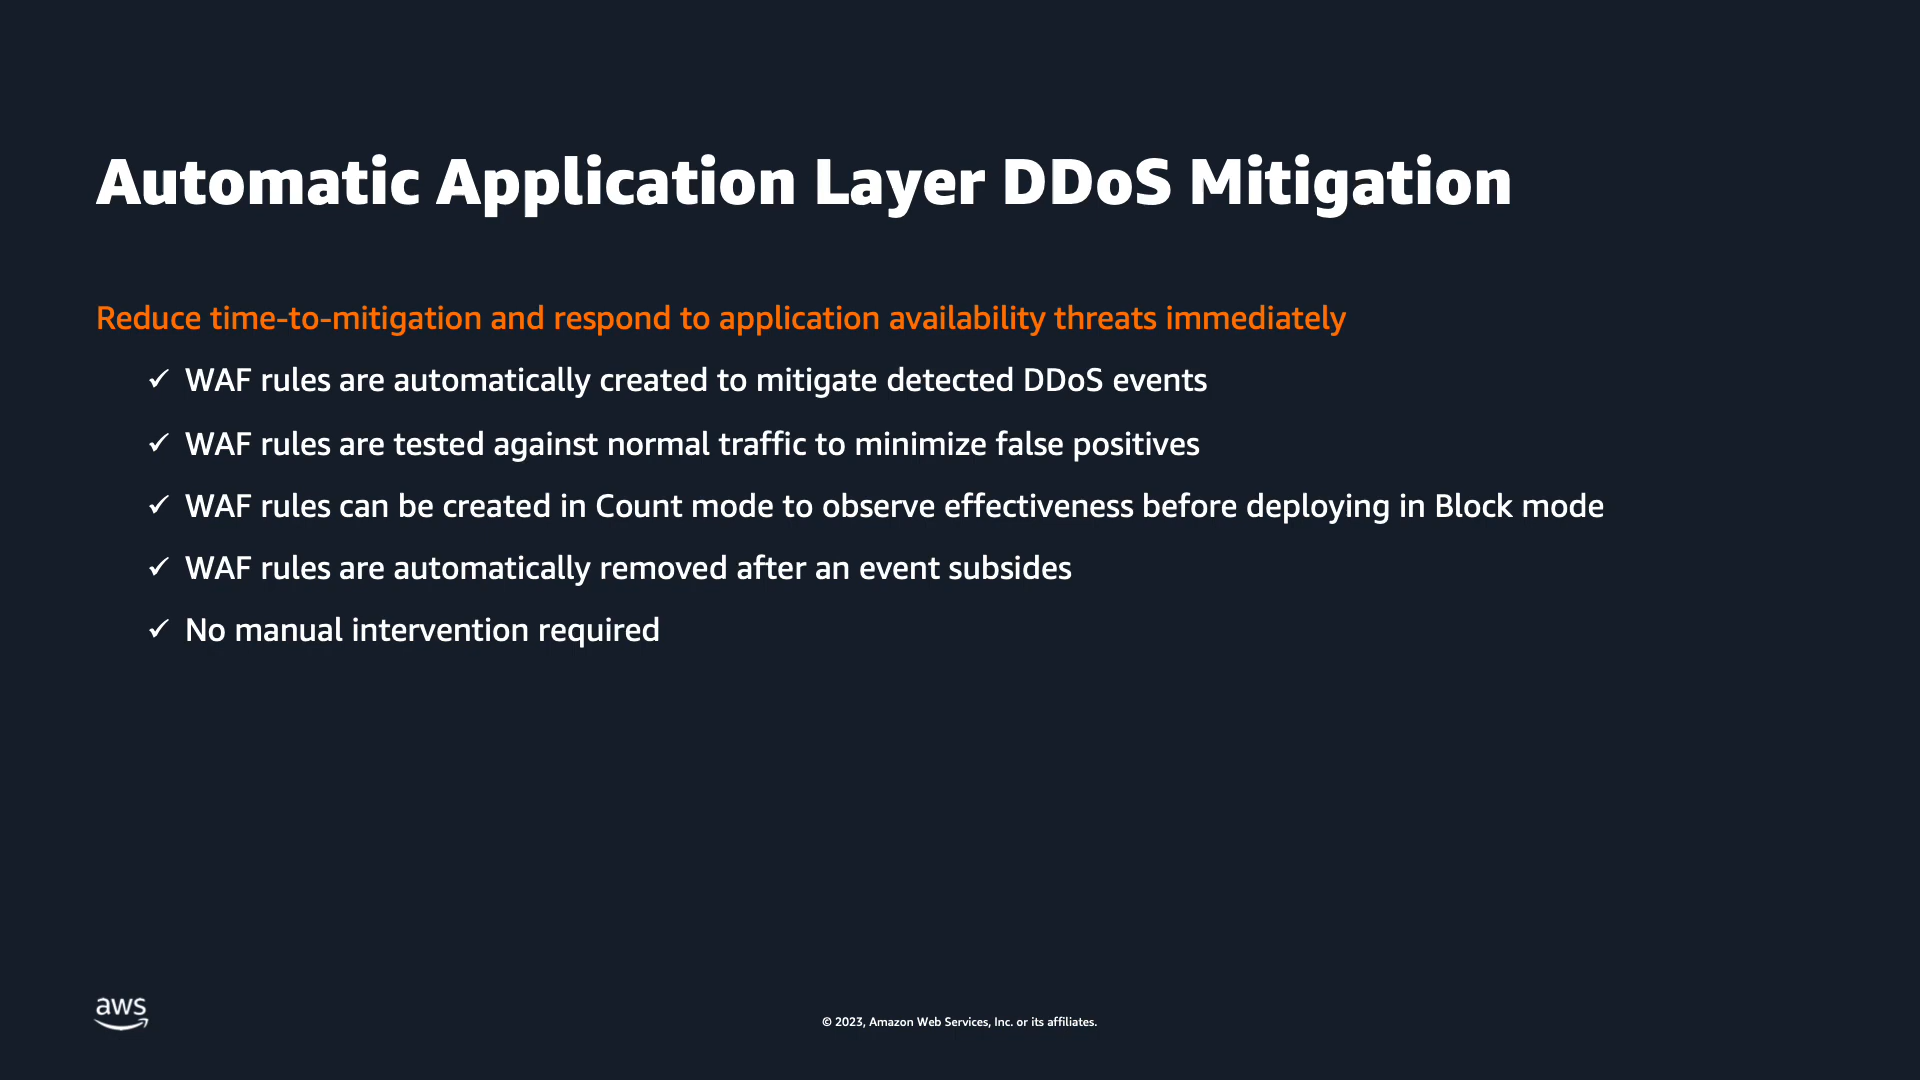 Automatic Application Layer DDoS Mitigation
Reduce time-to-mitigation and respond to application availability threats immediately
✓ WAF rules are automatically created to mitigate detected DDoS events
✓ WAF rules are tested against normal traffic to minimize false positives
✓ WAF rules can be created in Count mode to observe effectiveness before deploying in Block mode
✓ WAF rules are automatically removed after an event subsides
✓ No manual intervention required
aws
© 2023, Amazon Web Services, Inc. or its affiliates.